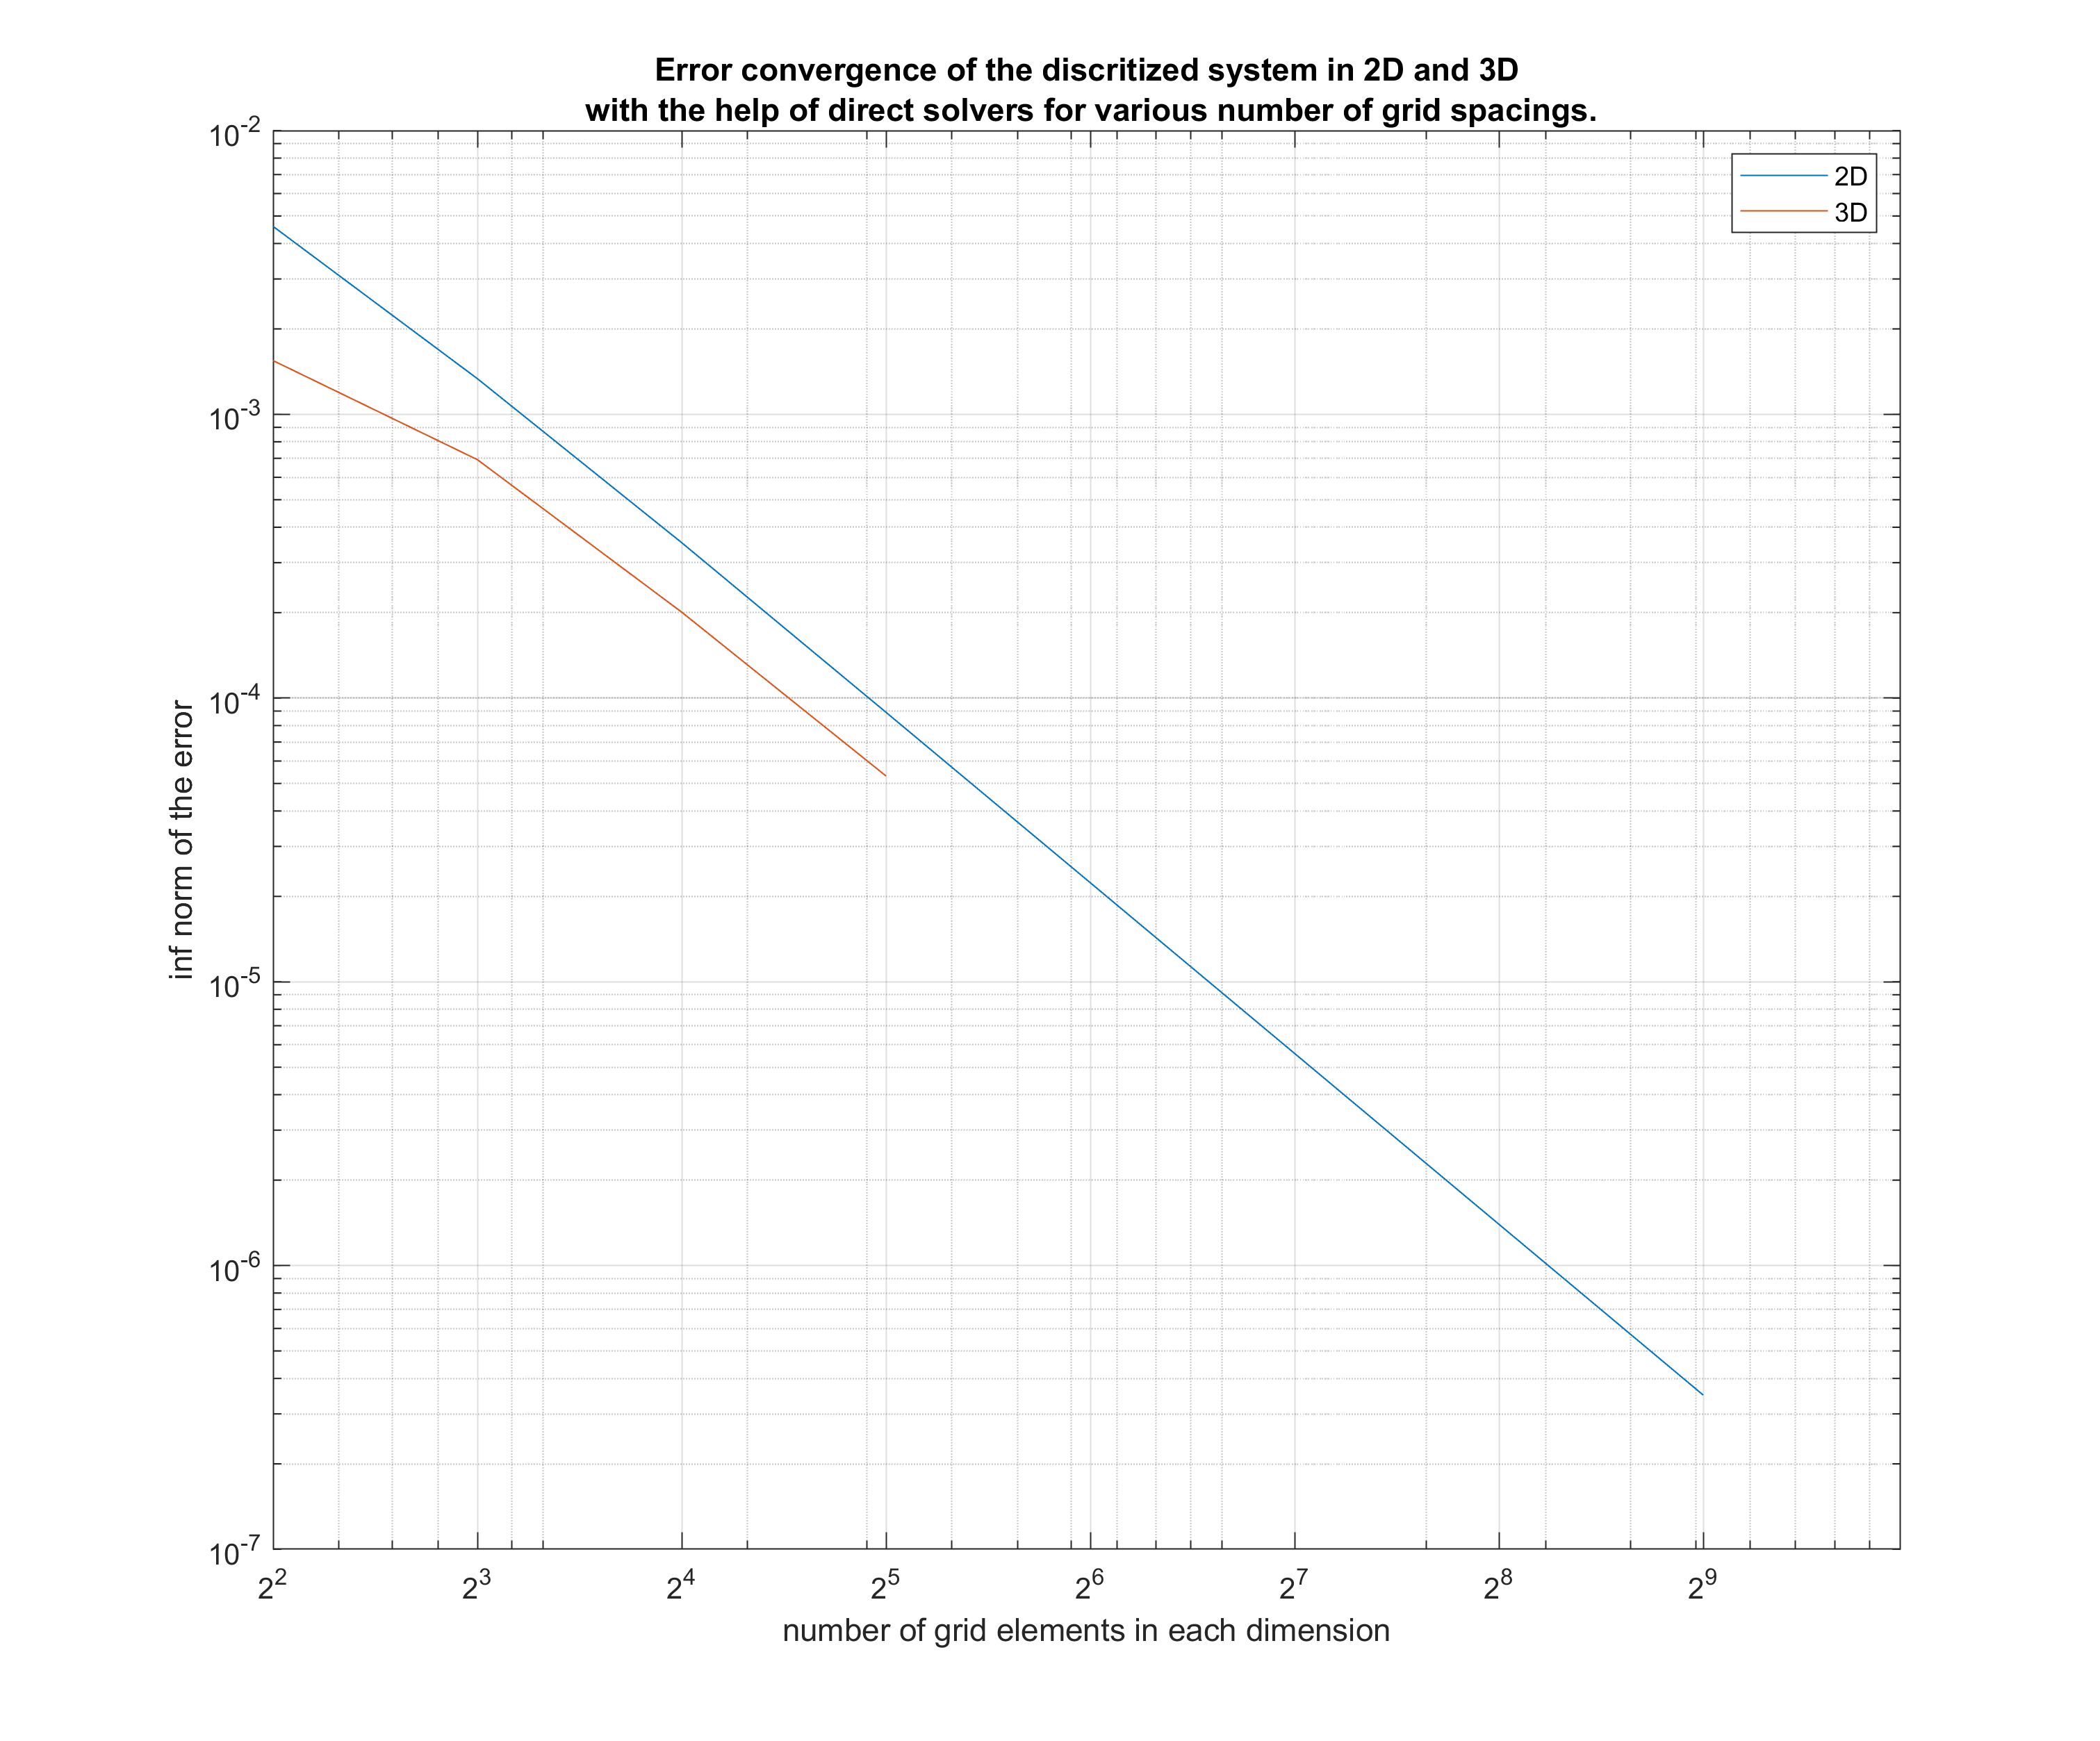 Error convergence of the discritized system in 2D and 3D
with the help of direct solvers for various number of grid spacings.
2D
3D
inf norm of the error
10^-2
10^-3
10^-4
10^-5
10^-6
10^-7
2^2 2^3 2^4 2^5 2^6 2^7 2^8 2^9
number of grid elements in each dimension